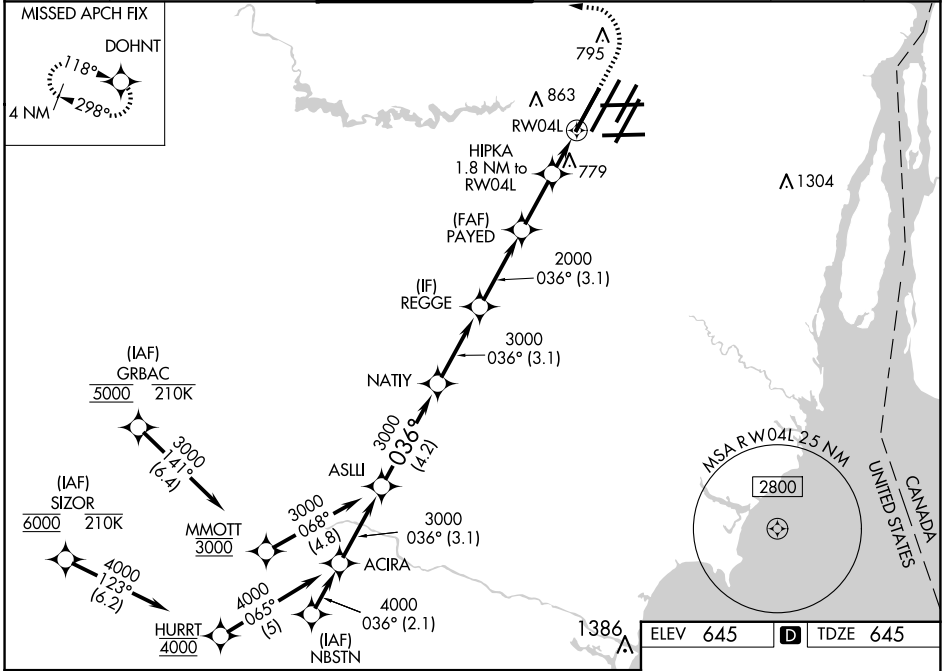 MISSED APCH FIX
DOHNT
118°
298°
4 NM
795
863
RW04L
HIPKA
1.8 NM to
RW04L
779
1304
(FAF)
PAYED
2000
036° (3.1)
(IF)
REGGE
3000
036° (3.1)
NATIY
(IAF)
GRBAC
5000 210K
3000
141°
(6.4)
3000
036°
(4.2)
ASLLI
(IAF)
SIZOR
6000 210K
MMOTT
3000
3000
068°
(4.8)
3000
036° (3.1)
ACIRA
4000
123°
(6.2)
HURRT
4000
4000
065°
(5)
4000
036° (2.1)
(IAF)
NBSTN
MSA RW04L 25 NM
2800
CANADA
UNITED STATES
1386
ELEV 645 D TDZE 645